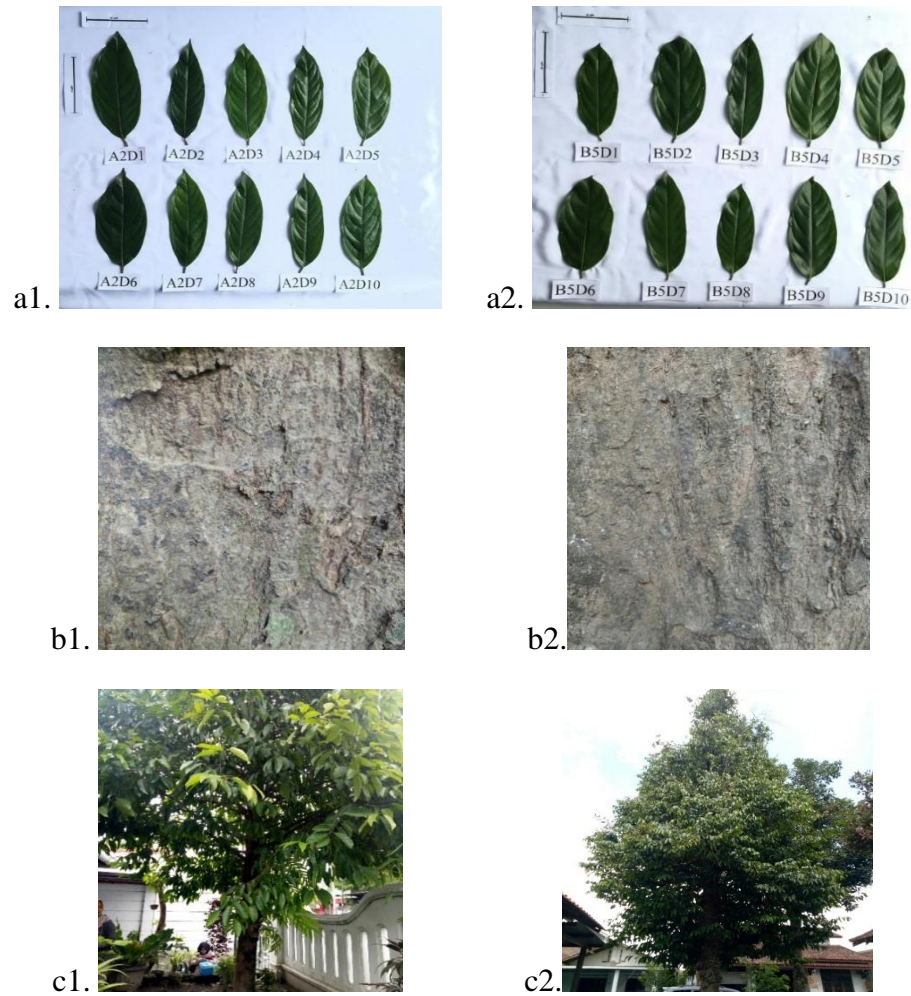 A2D1 A2D2 A2D3 A2D4 A2D5
A2D6 A2D7 A2D8 A2D9 A2D10
a1.
B5D1 B5D2 B5D3 B5D4 B5D5
B5D6 B5D7 B5D8 B5D9 B5D10
a2.
b1.
b2.
c1.
c2.